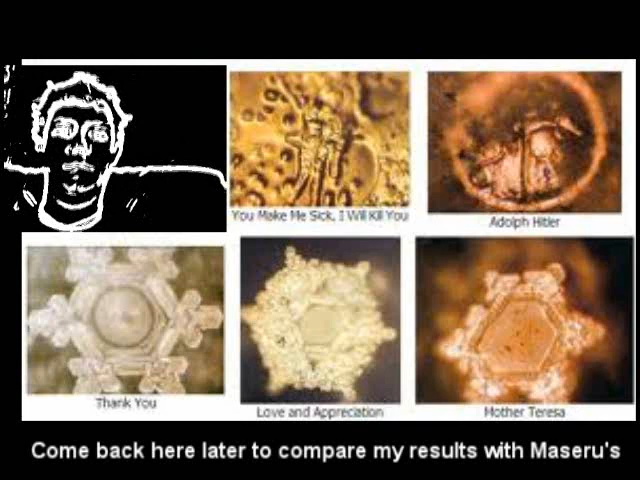 You Make Me Sick, I Will Kill You
Adolph Hitler
Thank You
Love and Appreciation
Mother Teresa
Come back here later to compare my results with Maseru's